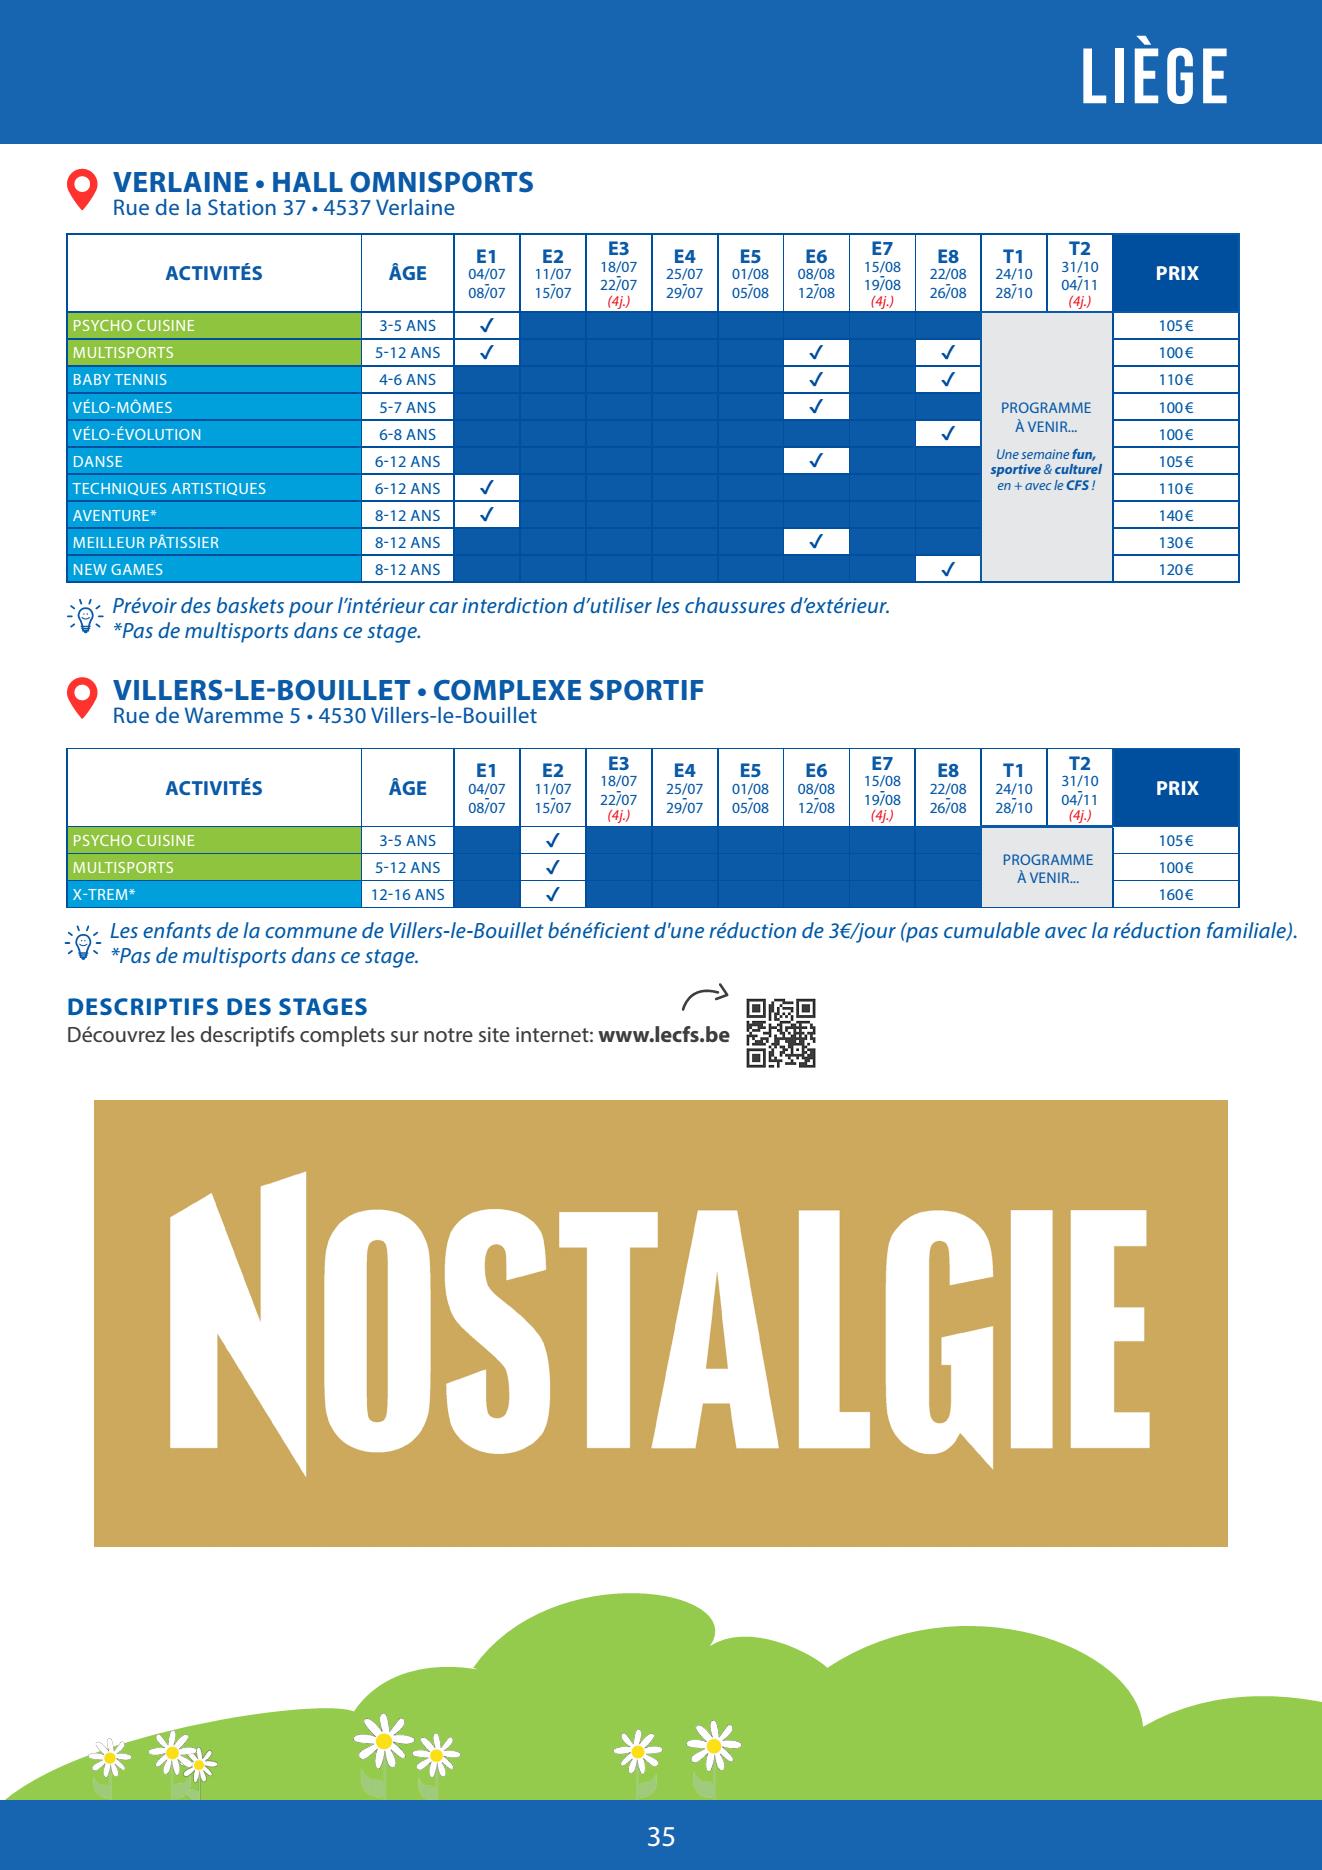 LIÈGE
VERLAINE • HALL OMNISPORTS
Rue de la Station 37 • 4537 Verlaine
ACTIVITÉS ÂGE E1 04/07 - 08/07 E2 11/07 - 15/07 E3 18/07 - 22/07 (4j.) E4 25/07 - 29/07 E5 01/08 - 05/08 E6 08/08 - 12/08 E7 15/08 - 19/08 (4j.) E8 22/08 - 26/08 T1 24/10 - 28/10 T2 31/10 - 04/11 (4j.) PRIX
PSYCHO CUISINE 3-5 ANS ✓ 105€
MULTISPORTS 5-12 ANS ✓ ✓ ✓ 100€
BABY TENNIS 4-6 ANS ✓ ✓ 110€
VÉLO-MÔMES 5-7 ANS ✓ 100€
VÉLO-ÉVOLUTION 6-8 ANS ✓ 100€
DANSE 6-12 ANS ✓ 105€
TECHNIQUES ARTISTIQUES 6-12 ANS ✓ 110€
AVENTURE* 8-12 ANS ✓ 140€
MEILLEUR PÂTISSIER 8-12 ANS ✓ 130€
NEW GAMES 8-12 ANS ✓ 120€
PROGRAMME
À VENIR...
Une semaine fun,
sportive & culturel
en + avec le CFS !
Prévoir des baskets pour l'intérieur car interdiction d'utiliser les chaussures d'extérieur.
*Pas de multisports dans ce stage.
VILLERS-LE-BOUILLET • COMPLEXE SPORTIF
Rue de Waremme 5 • 4530 Villers-le-Bouillet
ACTIVITÉS ÂGE E1 04/07 - 08/07 E2 11/07 - 15/07 E3 18/07 - 22/07 (4j.) E4 25/07 - 29/07 E5 01/08 - 05/08 E6 08/08 - 12/08 E7 15/08 - 19/08 (4j.) E8 22/08 - 26/08 T1 24/10 - 28/10 T2 31/10 - 04/11 (4j.) PRIX
PSYCHO CUISINE 3-5 ANS ✓ 105€
MULTISPORTS 5-12 ANS ✓ 100€
X-TREM* 12-16 ANS ✓ 160€
PROGRAMME
À VENIR...
Les enfants de la commune de Villers-le-Bouillet bénéficient d'une réduction de 3€/jour (pas cumulable avec la réduction familiale).
*Pas de multisports dans ce stage.
DESCRIPTIFS DES STAGES
Découvrez les descriptifs complets sur notre site internet: www.lecfs.be
NOSTALGIE
35